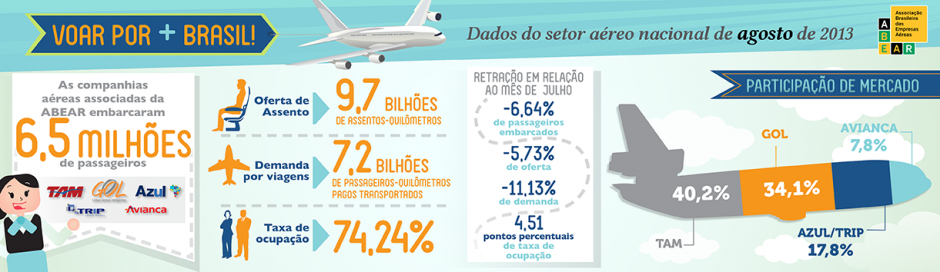 VOAR POR + BRASIL!
Dados do setor aéreo nacional de agosto de 2013
ABEAR
Associação
Brasileira
das
Empresas
Aéreas
As companhias
aéreas associadas da
ABEAR embarcaram
6,5 MILHÕES
de passageiros
TAM GOL Azul
TRIP Avianca
Oferta de
Assento
9,7 BILHÕES
DE ASSENTOS-QUILÔMETROS
Demanda
por viagens
7,2 BILHÕES
DE PASSAGEIROS-QUILÔMETROS
PAGOS TRANSPORTADOS
Taxa de
ocupação
74,24%
RETRAÇÃO EM RELAÇÃO
AO MÊS DE JULHO
-6,64%
de passageiros
embarcados
-5,73%
de oferta
-11,13%
de demanda
4,51
pontos percentuais
de taxa de
ocupação
PARTICIPAÇÃO DE MERCADO
TAM
40,2%
GOL
34,1%
AVIANCA
7,8%
AZUL/TRIP
17,8%